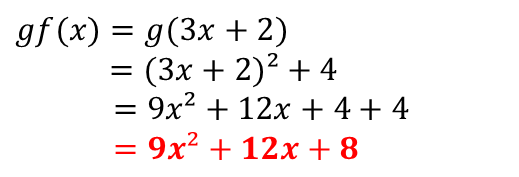 gf(x) = g(3x + 2)
= (3x + 2)² + 4
= 9x² + 12x + 4 + 4
= 9x² + 12x + 8